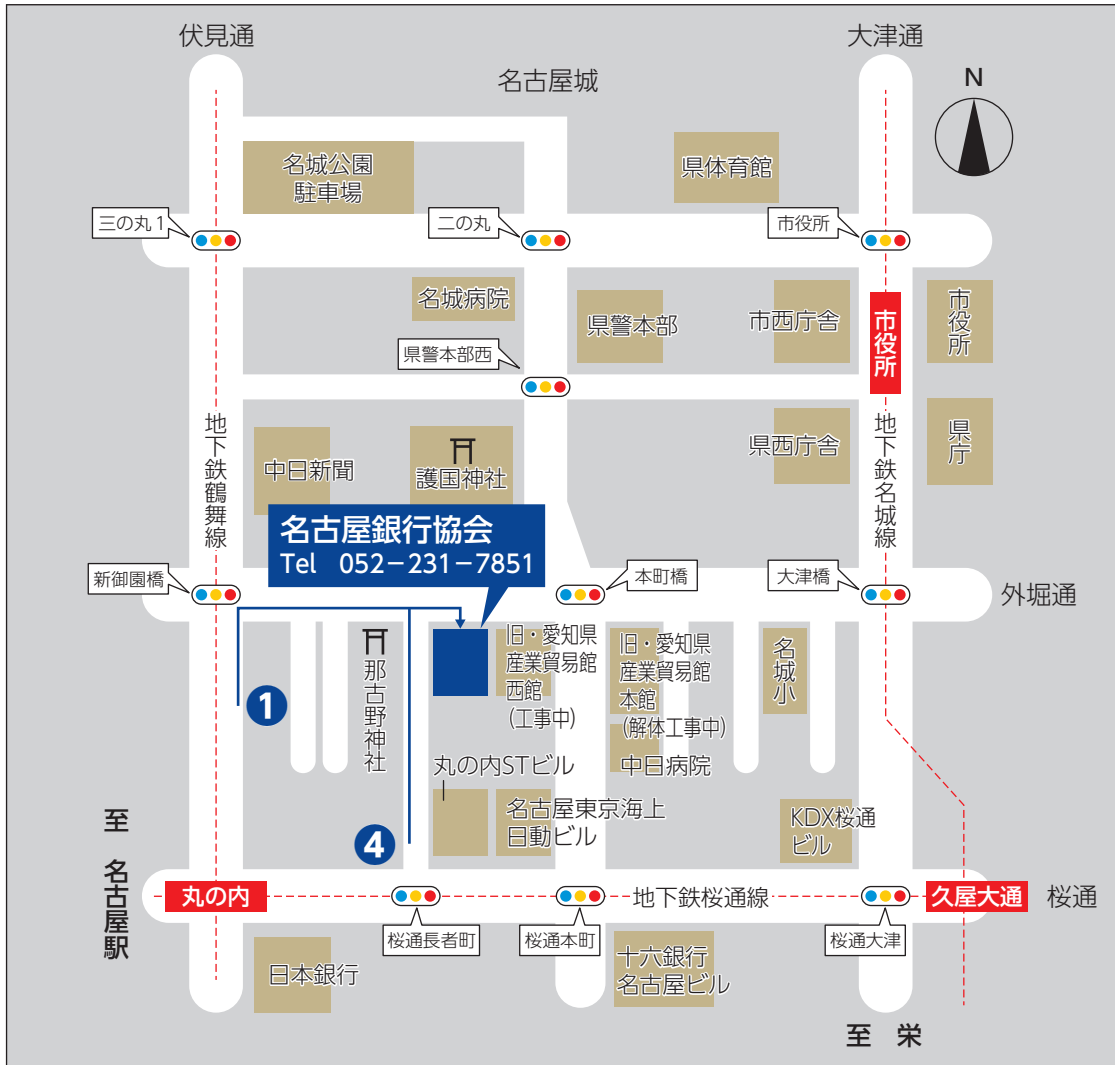 伏見通
大津通
名古屋城
N
名城公園
駐車場
県体育館
三の丸1
二の丸
市役所
名城病院
県警本部
市西庁舎
市役所
市役所
県警本部西
地下鉄鶴舞線
中日新聞
護国神社
県西庁舎
地下鉄名城線
県庁
名古屋銀行協会
Tel 052-231-7851
新御園橋
本町橋
大津橋
外堀通
1
那古野神社
旧・愛知県
産業貿易館
西館
(工事中)
旧・愛知県
産業貿易館
本館
(解体工事中)
名城小
中日病院
丸の内STビル
名古屋東京海上
日動ビル
KDX桜通
ビル
4
至 名古屋駅
丸の内
地下鉄桜通線
久屋大通
桜通
桜通長者町
桜通本町
桜通大津
日本銀行
十六銀行
名古屋ビル
至 栄